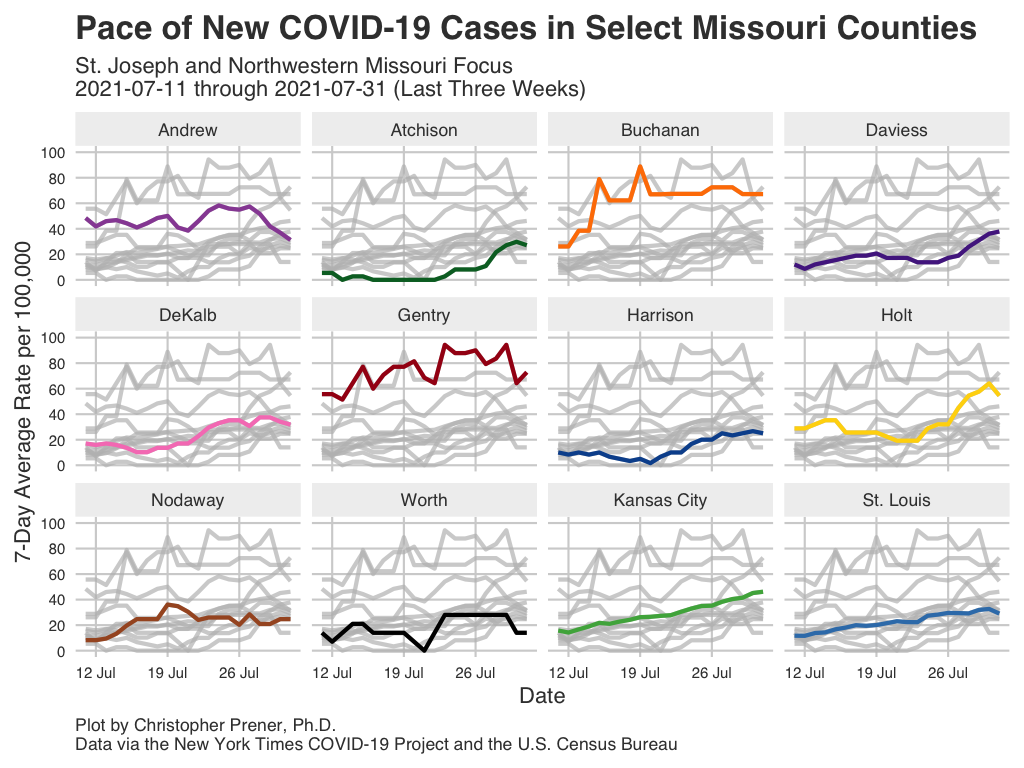 Pace of New COVID-19 Cases in Select Missouri Counties
St. Joseph and Northwestern Missouri Focus
2021-07-11 through 2021-07-31 (Last Three Weeks)
Andrew Atchison Buchanan Daviess
100
80
60
40
20
0
DeKalb Gentry Harrison Holt
100
80
60
40
20
0
Nodaway Worth Kansas City St. Louis
100
80
60
40
20
0
7-Day Average Rate per 100,000
12 Jul 19 Jul 26 Jul 12 Jul 19 Jul 26 Jul 12 Jul 19 Jul 26 Jul 12 Jul 19 Jul 26 Jul
Date
Plot by Christopher Prener, Ph.D.
Data via the New York Times COVID-19 Project and the U.S. Census Bureau